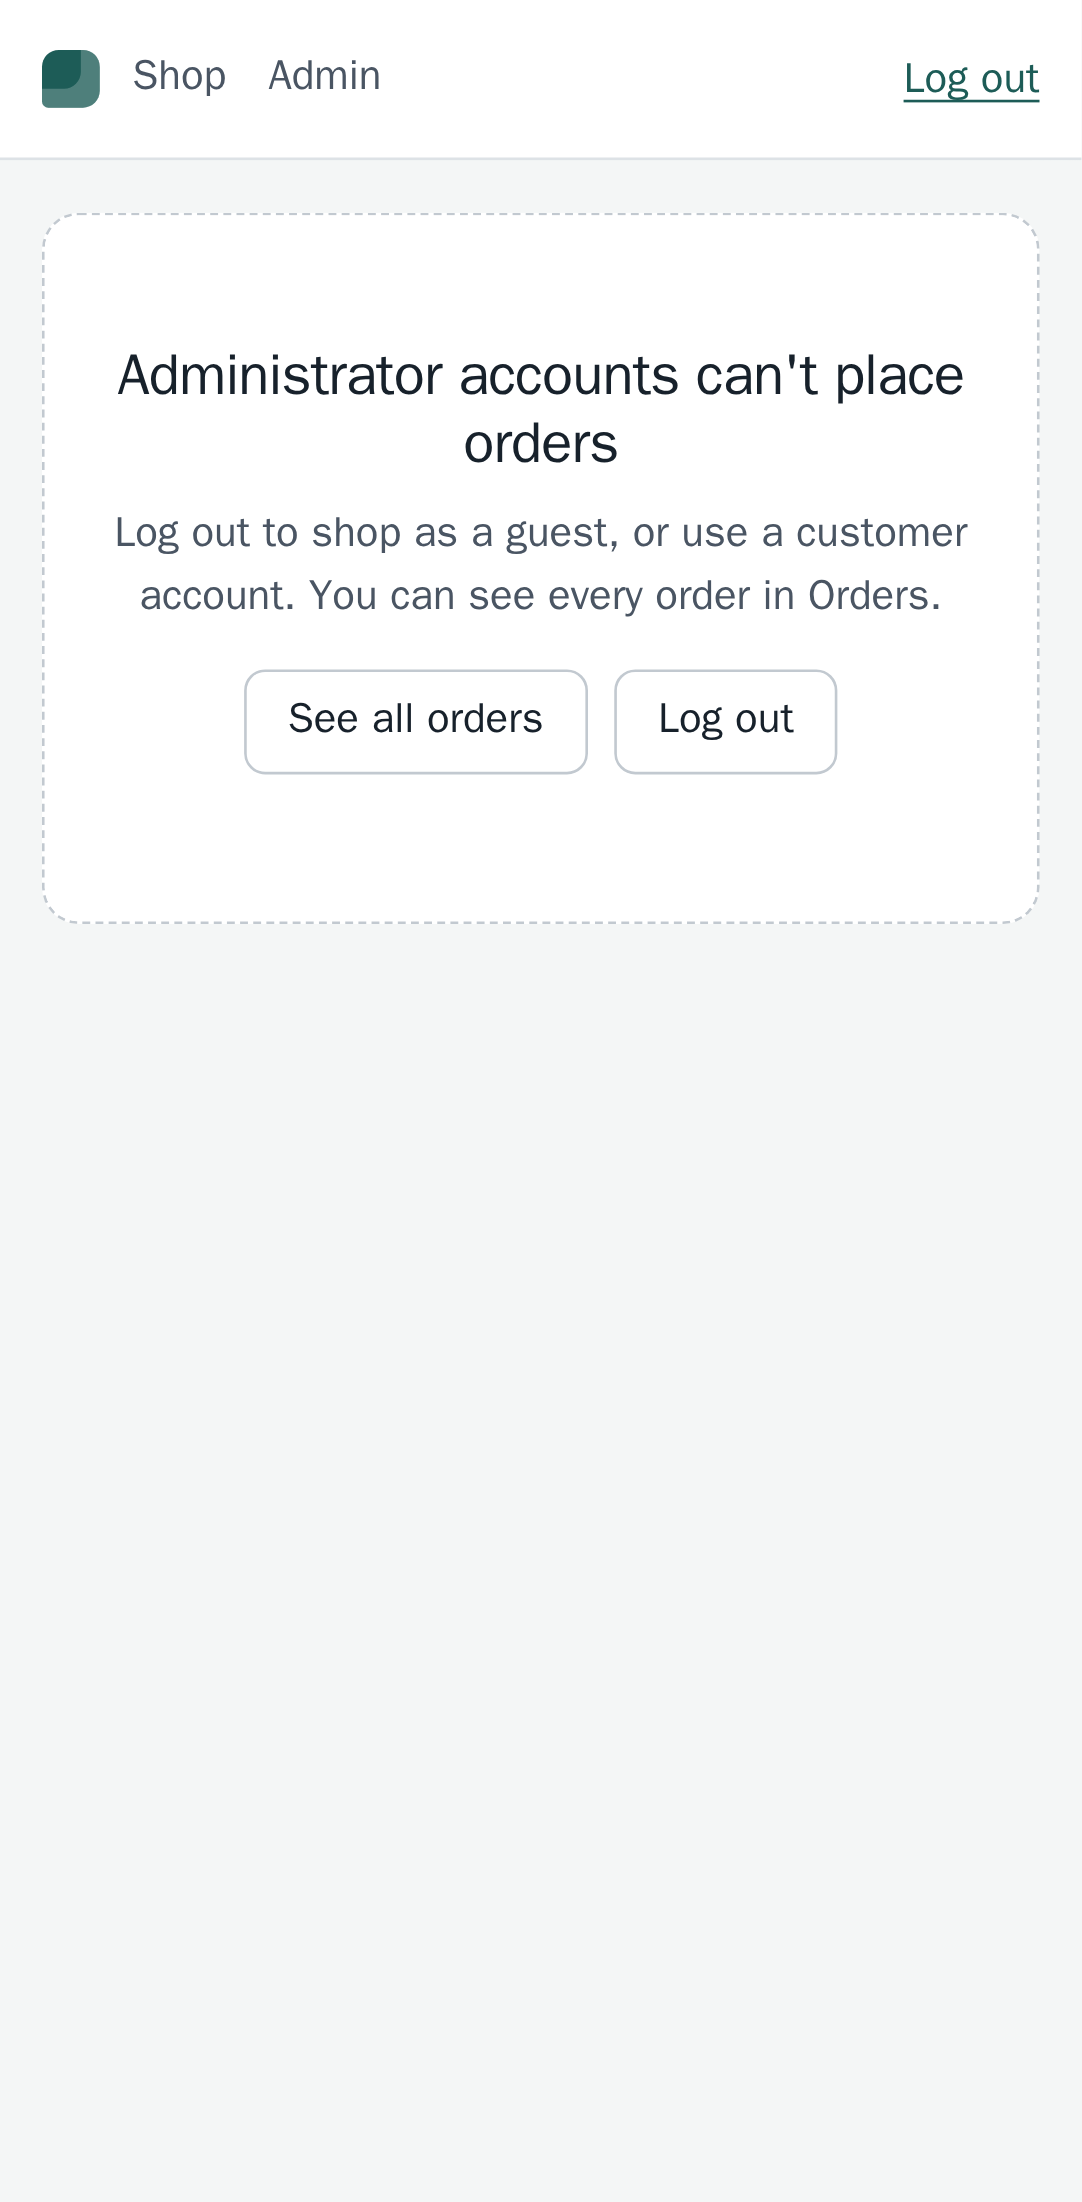 Shop Admin Log out
Administrator accounts can't place
orders
Log out to shop as a guest, or use a customer
account. You can see every order in Orders.
See all orders Log out